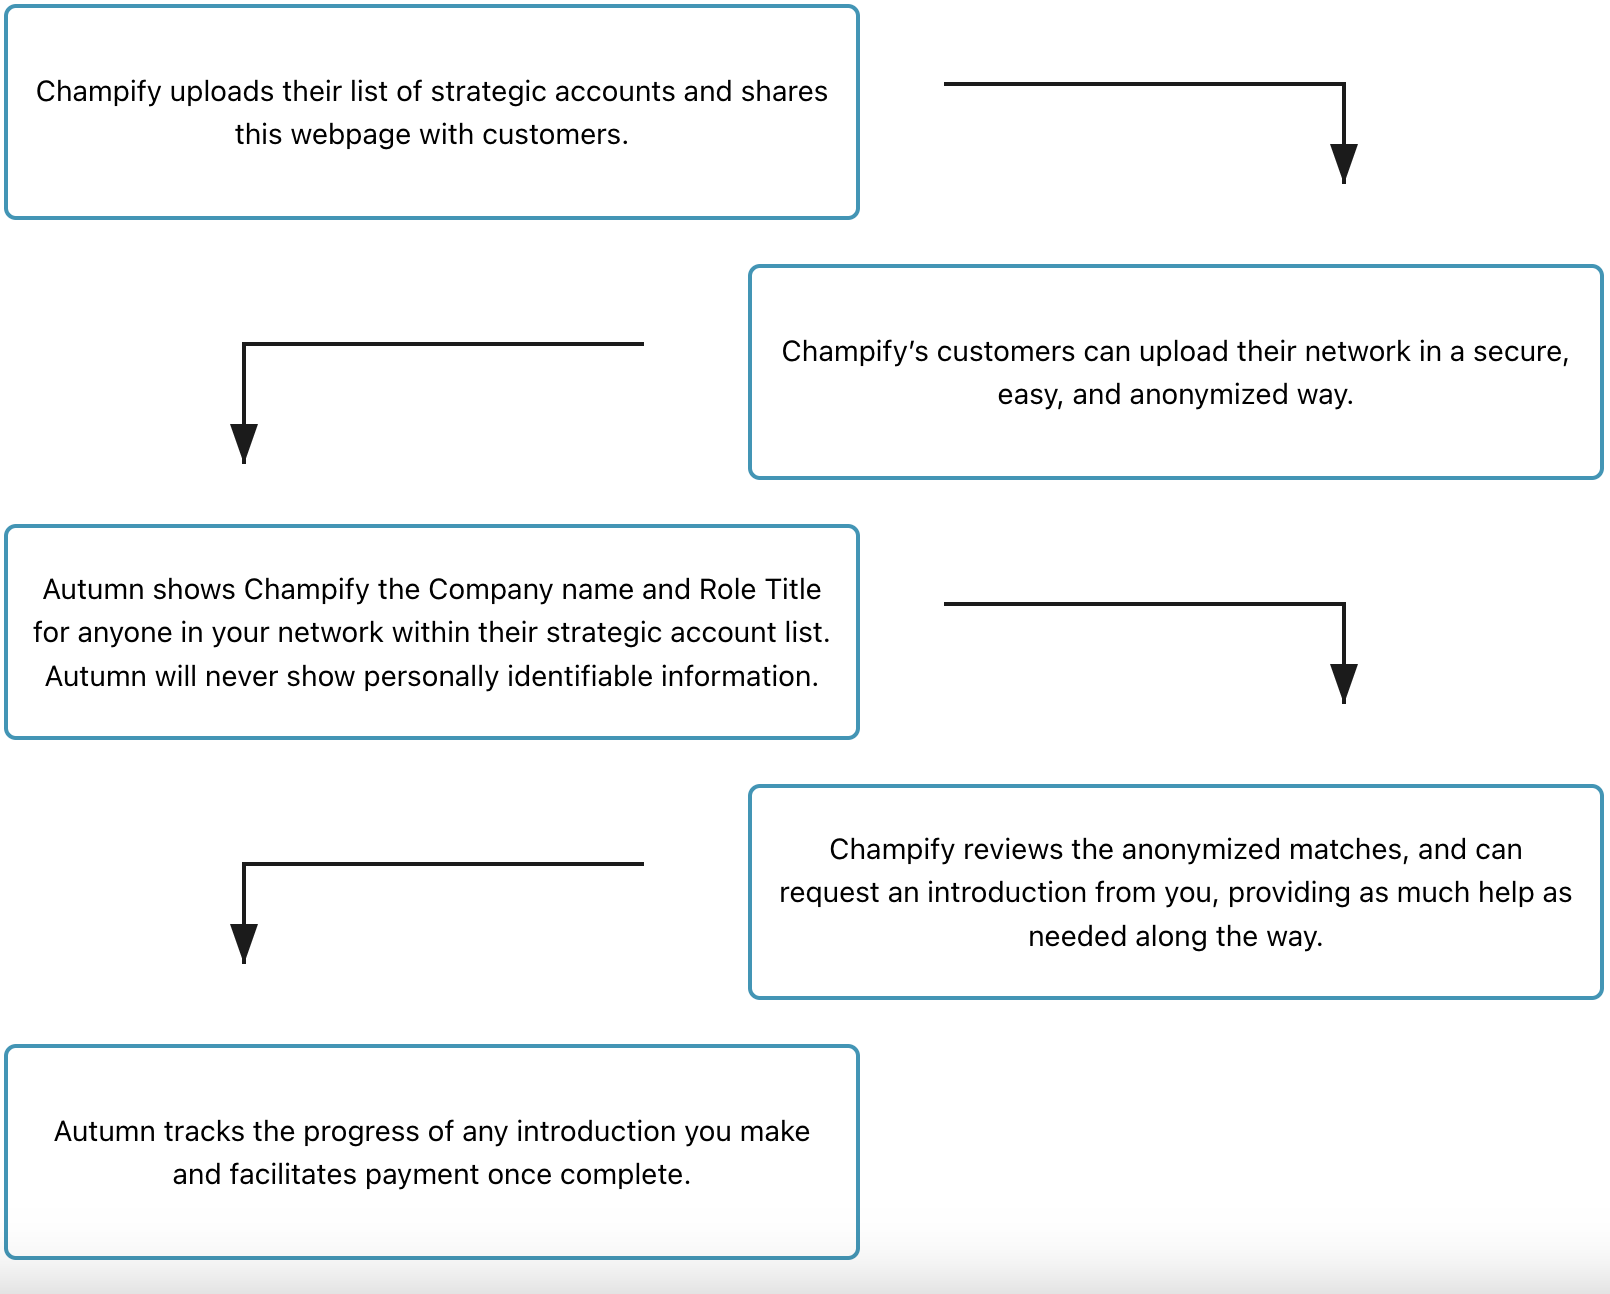 Champify uploads their list of strategic accounts and shares
this webpage with customers.
Champify’s customers can upload their network in a secure,
easy, and anonymized way.
Autumn shows Champify the Company name and Role Title
for anyone in your network within their strategic account list.
Autumn will never show personally identifiable information.
Champify reviews the anonymized matches, and can
request an introduction from you, providing as much help as
needed along the way.
Autumn tracks the progress of any introduction you make
and facilitates payment once complete.